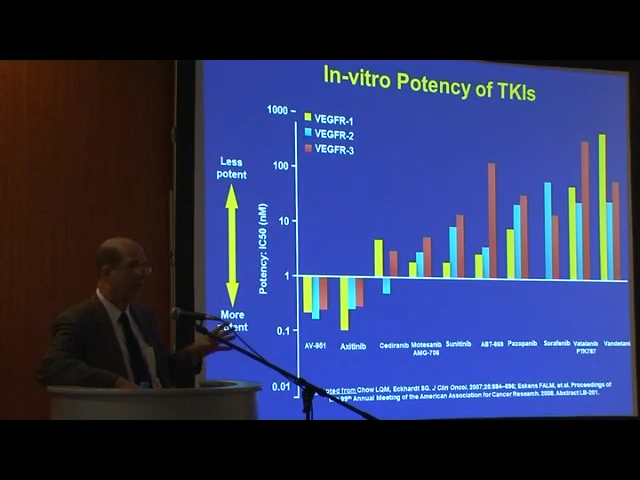 In-vitro Potency of TKIs
1000
100
10
1
0.1
0.01
VEGFR-1
VEGFR-2
VEGFR-3
Less
potent
More
Potency: IC50 (nM)
AV-951
Axitinib
Cediranib
Motesanib
AMG-706
Sunitinib
ABT-869
Pazopanib
Sorafenib
Vatalanib
PTK787
Vandetani
from Chow LQM, Eckhardt SG. J Clin Oncol. 2007;25:884–896; Eskens FALM, et al. Proceedings of
99th Annual Meeting of the American Association for Cancer Research. 2008. Abstract LB-201.